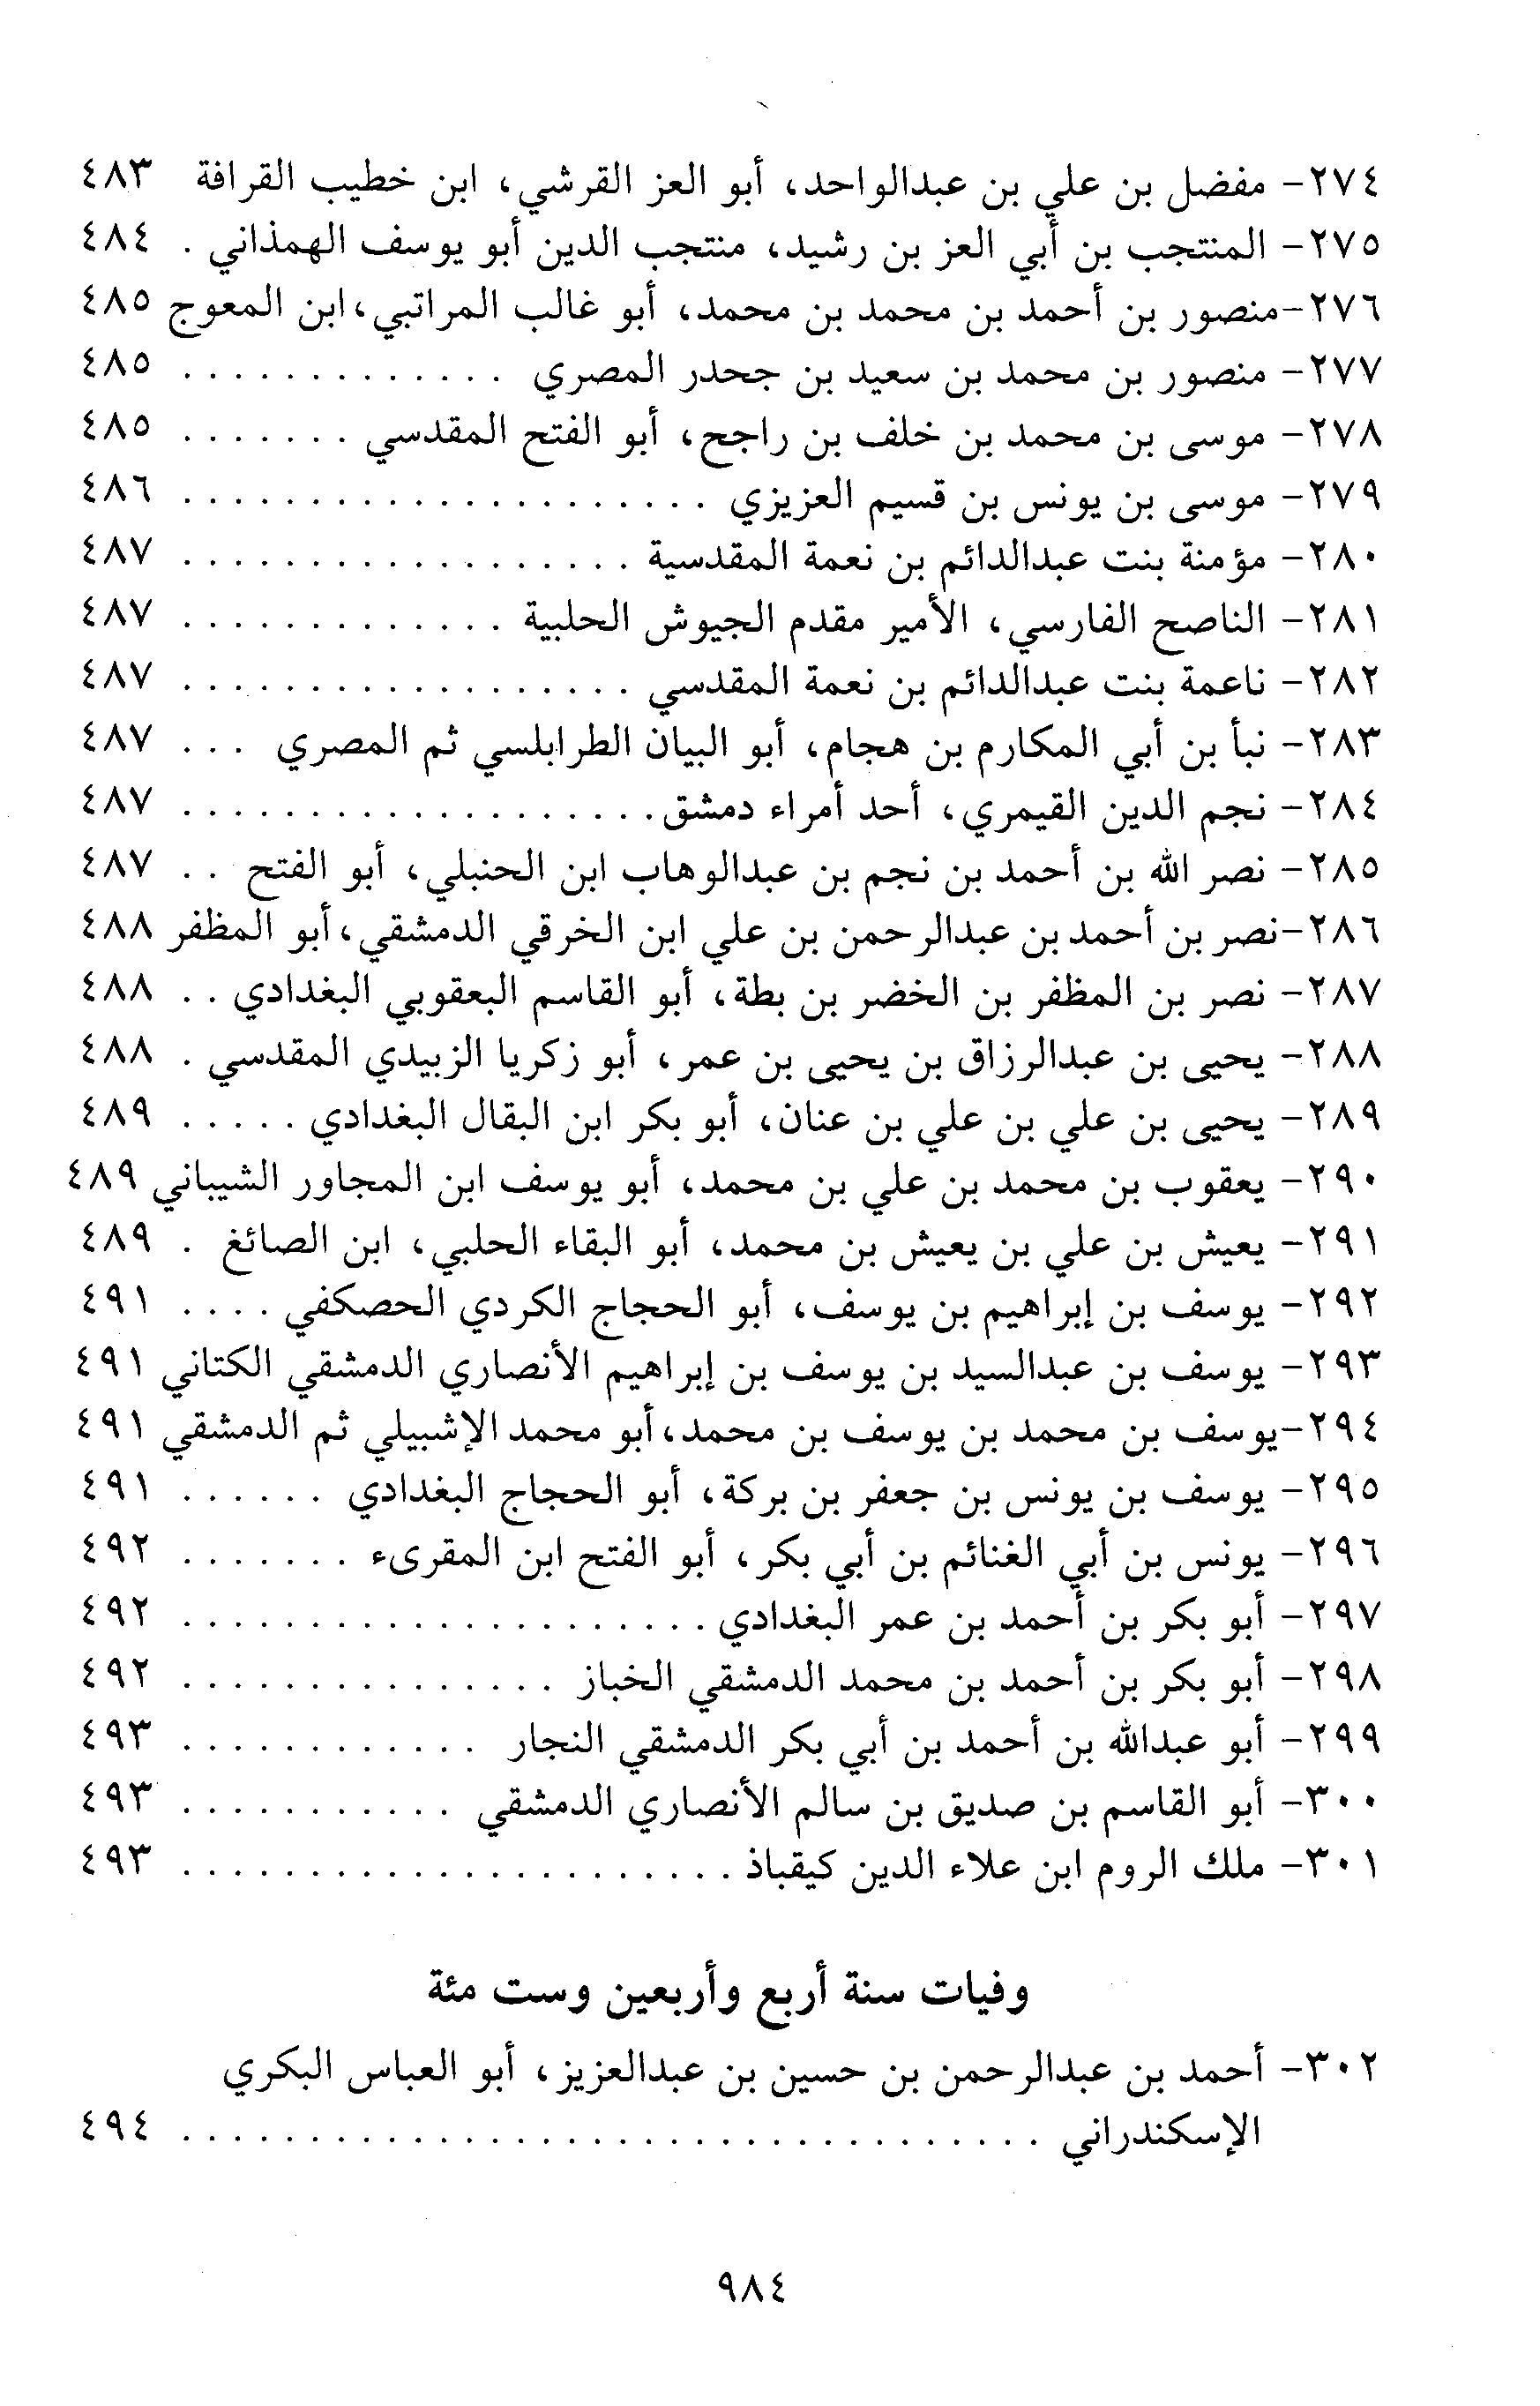 ٢٧٤- مفضل بن علي بن عبدالواحد، أبو العز القرشي، ابن خطيب القرافة ٤٨٣
٢٧٥- المنتجب بن أبي العز بن رشيد، منتجب الدين أبو يوسف الهمذاني . ٤٨٤
٢٧٦-منصور بن أحمد بن محمد بن محمد، أبو غالب المراتبي،ابن المعوج ٤٨٥
٢٧٧- منصور بن محمد بن سعيد بن جحدر المصري . . . . . . . . . . . . . ٤٨٥
٢٧٨- موسى بن محمد بن خلف بن راجح، أبو الفتح المقدسي . . . . . . . ٤٨٥
٢٧٩- موسى بن يونس بن قسيم العزيزي . . . . . . . . . . . . . . . . . . . . . ٤٨٦
٢٨٠- مؤمنة بنت عبدالدائم بن نعمة المقدسية . . . . . . . . . . . . . . . . . . ٤٨٧
٢٨١- الناصح الفارسي، الأمير مقدم الجيوش الحلبية . . . . . . . . . . . . . ٤٨٧
٢٨٢- ناعمة بنت عبدالدائم بن نعمة المقدسي . . . . . . . . . . . . . . . . . . ٤٨٧
٢٨٣- نبأ بن أبي المكارم بن هجام، أبو البيان الطرابلسي ثم المصري . . . ٤٨٧
٢٨٤- نجم الدين القيمري، أحد أمراء دمشق. . . . . . . . . . . . . . . . . . . ٤٨٧
٢٨٥- نصر الله بن أحمد بن نجم بن عبدالوهاب ابن الحنبلي، أبو الفتح . . ٤٨٧
٢٨٦-نصر بن أحمد بن عبدالرحمن بن علي ابن الخرقي الدمشقي،أبو المظفر ٤٨٨
٢٨٧- نصر بن المظفر بن الخضر بن بطة، أبو القاسم البعقوبي البغدادي . . ٤٨٨
٢٨٨- يحيى بن عبدالرزاق بن يحيى بن عمر، أبو زكريا الزبيدي المقدسي . ٤٨٨
٢٨٩- يحيى بن علي بن علي بن عنان، أبو بكر ابن البقال البغدادي . . . . . ٤٨٩
٢٩٠- يعقوب بن محمد بن علي بن محمد، أبو يوسف ابن المجاور الشيباني ٤٨٩
٢٩١- يعيش بن علي بن يعيش بن محمد، أبو البقاء الحلبي، ابن الصائغ . ٤٨٩
٢٩٢- يوسف بن إبراهيم بن يوسف، أبو الحجاج الكردي الحصكفي . . . . ٤٩١
٢٩٣- يوسف بن عبدالسيد بن يوسف بن إبراهيم الأنصاري الدمشقي الكتاني ٤٩١
٢٩٤-يوسف بن محمد بن يوسف بن محمد،أبو محمد الإشبيلي ثم الدمشقي ٤٩١
٢٩٥- يوسف بن يونس بن جعفر بن بركة، أبو الحجاج البغدادي . . . . . . ٤٩١
٢٩٦- يونس بن أبي الغنائم بن أبي بكر، أبو الفتح ابن المقرىء . . . . . . . ٤٩٢
٢٩٧- أبو بكر بن أحمد بن عمر البغدادي . . . . . . . . . . . . . . . . . . . . . ٤٩٢
٢٩٨- أبو بكر بن أحمد بن محمد الدمشقي الخباز . . . . . . . . . . . . . . . ٤٩٢
٢٩٩- أبو عبدالله بن أحمد بن أبي بكر الدمشقي النجار . . . . . . . . . . . . ٤٩٣
٣٠٠- أبو القاسم بن صديق بن سالم الأنصاري الدمشقي . . . . . . . . . . . ٤٩٣
٣٠١- ملك الروم ابن علاء الدين كيقباذ . . . . . . . . . . . . . . . . . . . . . . ٤٩٣
وفيات سنة أربع وأربعين وست مئة
٣٠٢- أحمد بن عبدالرحمن بن حسين بن عبدالعزيز، أبو العباس البكري
الإسكندراني . . . . . . . . . . . . . . . . . . . . . . . . . . . . . . . . . . ٤٩٤
٩٨٤